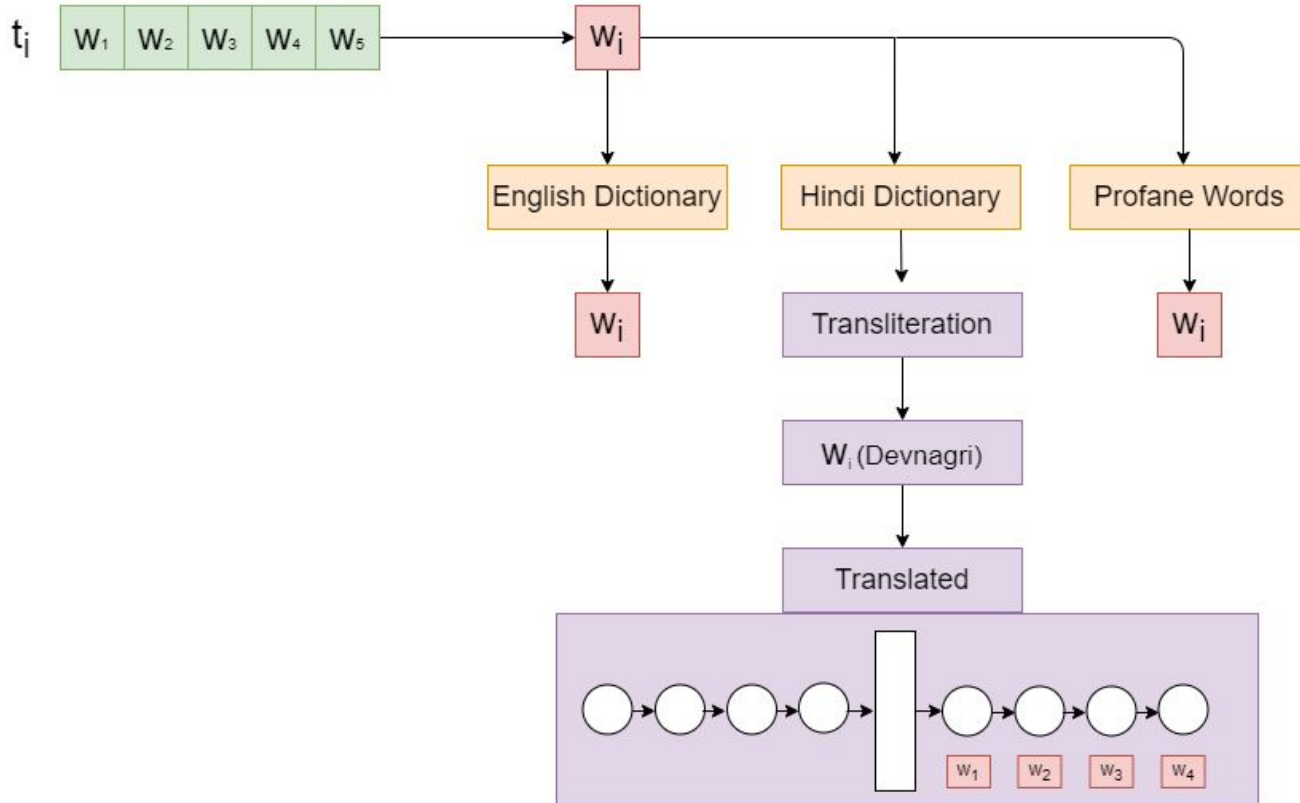 tᵢ W₁ W₂ W₃ W₄ W₅ Wᵢ
English Dictionary Hindi Dictionary Profane Words
Wᵢ Transliteration Wᵢ
Wᵢ (Devnagri)
Translated
W₁ W₂ W₃ W₄